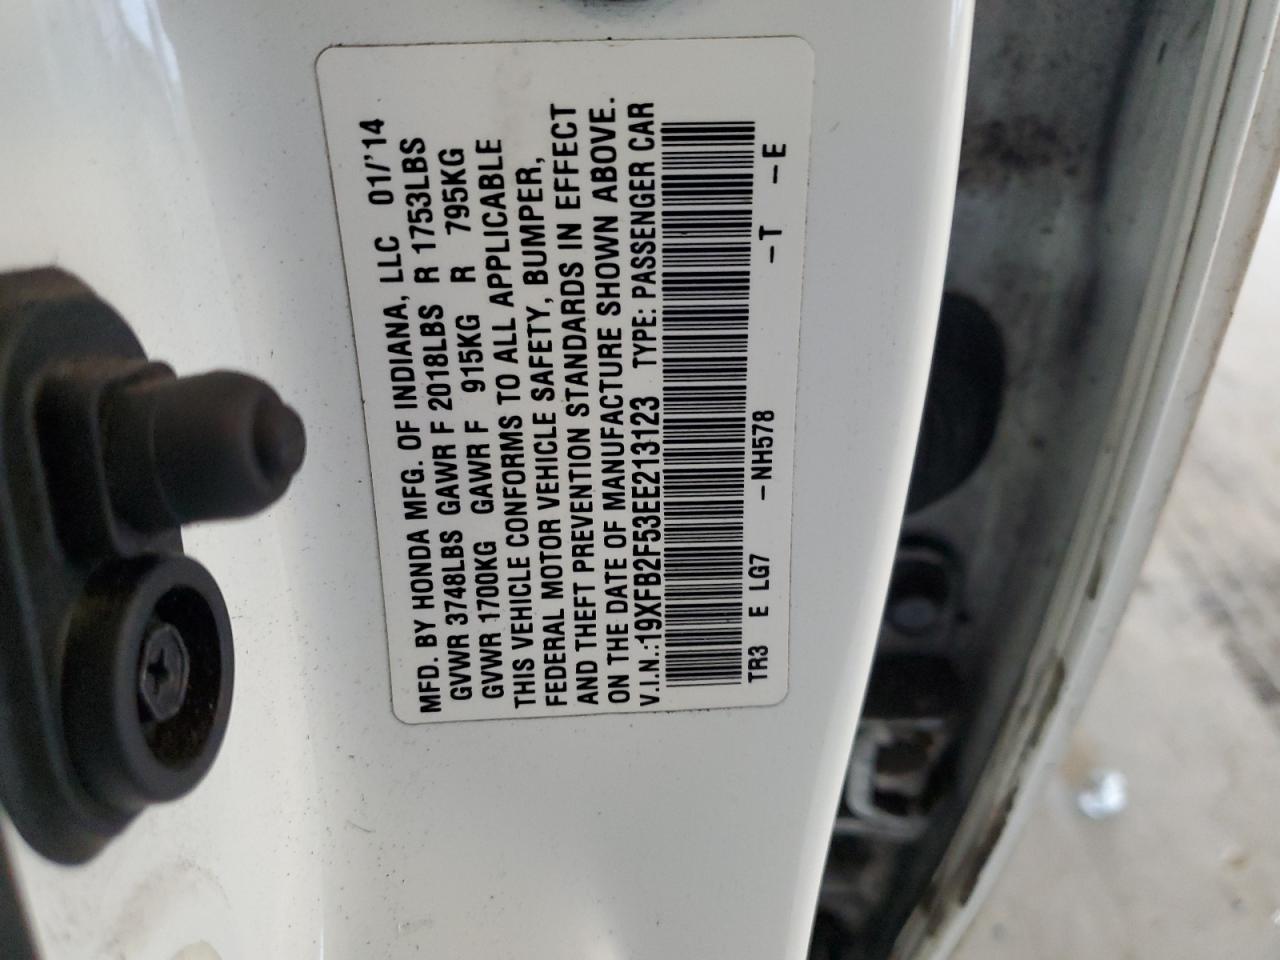 MFD. BY HONDA MFG. OF INDIANA, LLC 01/'14
GVWR 3748LBS GAWR F 2018LBS R 1753LBS
GVWR 1700KG GAWR F 915KG R 795KG
THIS VEHICLE CONFORMS TO ALL APPLICABLE
FEDERAL MOTOR VEHICLE SAFETY, BUMPER,
AND THEFT PREVENTION STANDARDS IN EFFECT
ON THE DATE OF MANUFACTURE SHOWN ABOVE.
V.I.N.:19XFB2F53EE213123 TYPE: PASSENGER CAR
TR3 E LG7 -NH578 -T -E